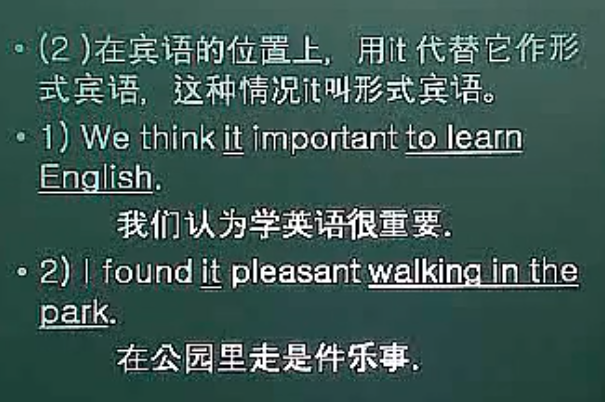 • (2 )在宾语的位置上，用it 代替它作形
式宾语，这种情况it叫形式宾语。
• 1) We think it important to learn
English.
我们认为学英语很重要.
• 2) I found it pleasant walking in the
park.
在公园里走是件乐事.